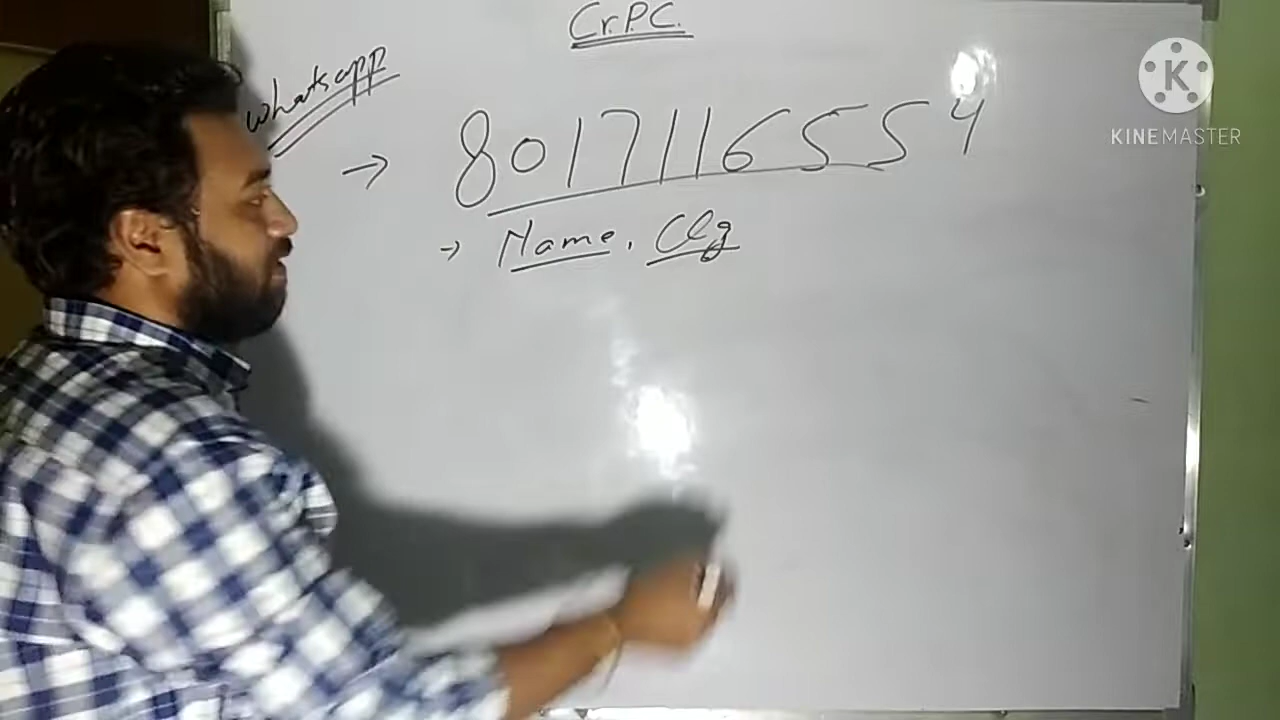 Cr.P.C.
Whatsapp
→ 8017116554
→ Name, Clg
K
KINEMASTER